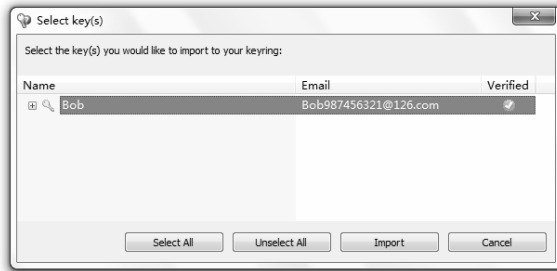 Select key(s)
Select the key(s) you would like to import to your keyring:
Name Email Verified
Bob Bob987456321@126.com
Select All Unselect All Import Cancel